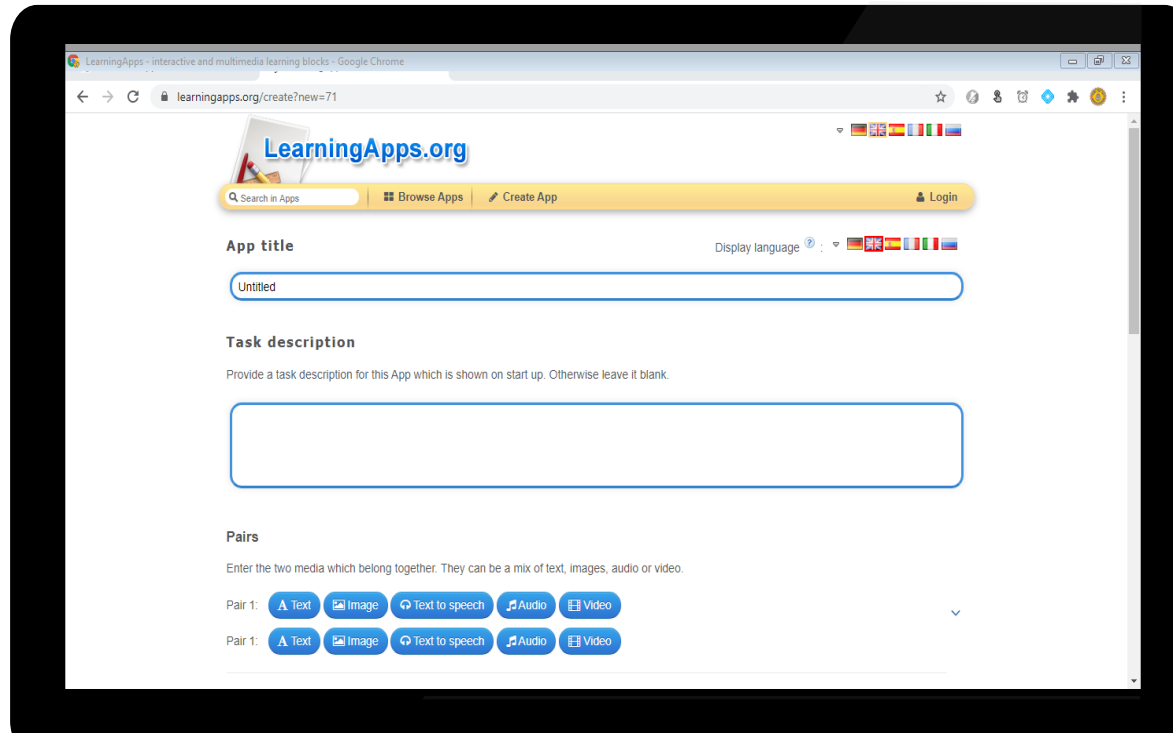 LearningApps - interactive and multimedia learning blocks - Google Chrome
learningapps.org/create?new=71
LearningApps.org
Search in Apps
Browse Apps
Create App
Login
App title
Display language ? :
Untitled
Task description
Provide a task description for this App which is shown on start up. Otherwise leave it blank.
Pairs
Enter the two media which belong together. They can be a mix of text, images, audio or video.
Pair 1: A Text Image Text to speech Audio Video
Pair 1: A Text Image Text to speech Audio Video